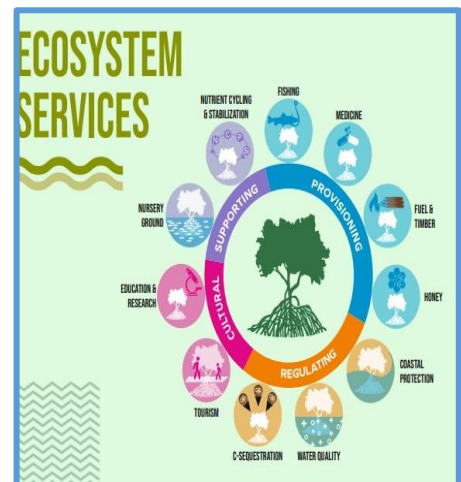 ECOSYSTEM
SERVICES
FISHING
NUTRIENT CYCLING
& STABILIZATION
MEDICINE
SUPPORTING
PROVISIONING
NURSERY
GROUND
FUEL &
TIMBER
EDUCATION &
RESEARCH
HONEY
CULTURAL
REGULATING
COASTAL
PROTECTION
TOURISM
C-SEQUESTRATION
WATER QUALITY